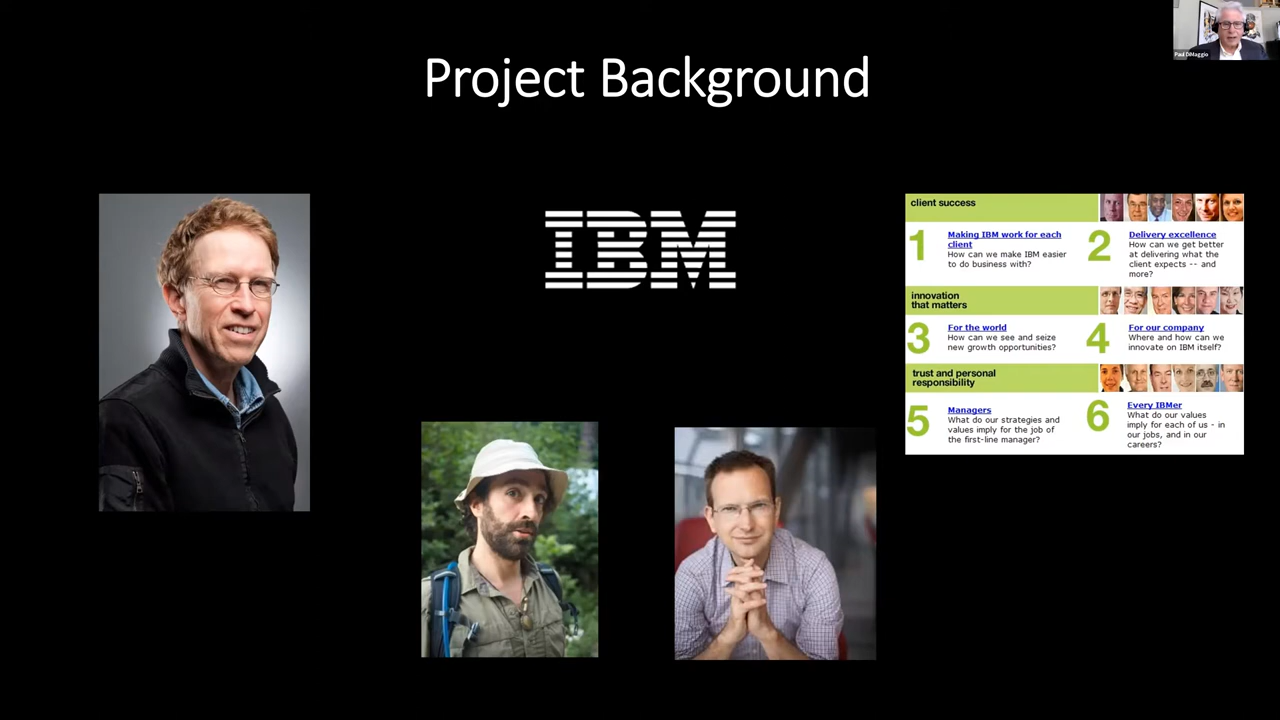 Paul DiMaggio
Project Background
IBM
client success
1
Making IBM work for each
client
How can we make IBM easier
to do business with?
2
Delivery excellence
How can we get better
at delivering what the
client expects -- and
more?
innovation
that matters
3
For the world
How can we see and seize
new growth opportunities?
4
For our company
Where and how can we
innovate on IBM itself?
trust and personal
responsibility
5
Managers
What do our strategies and
values imply for the job of
the first-line manager?
6
Every IBMer
What do our values
imply for each of us - in
our jobs, and in our
careers?